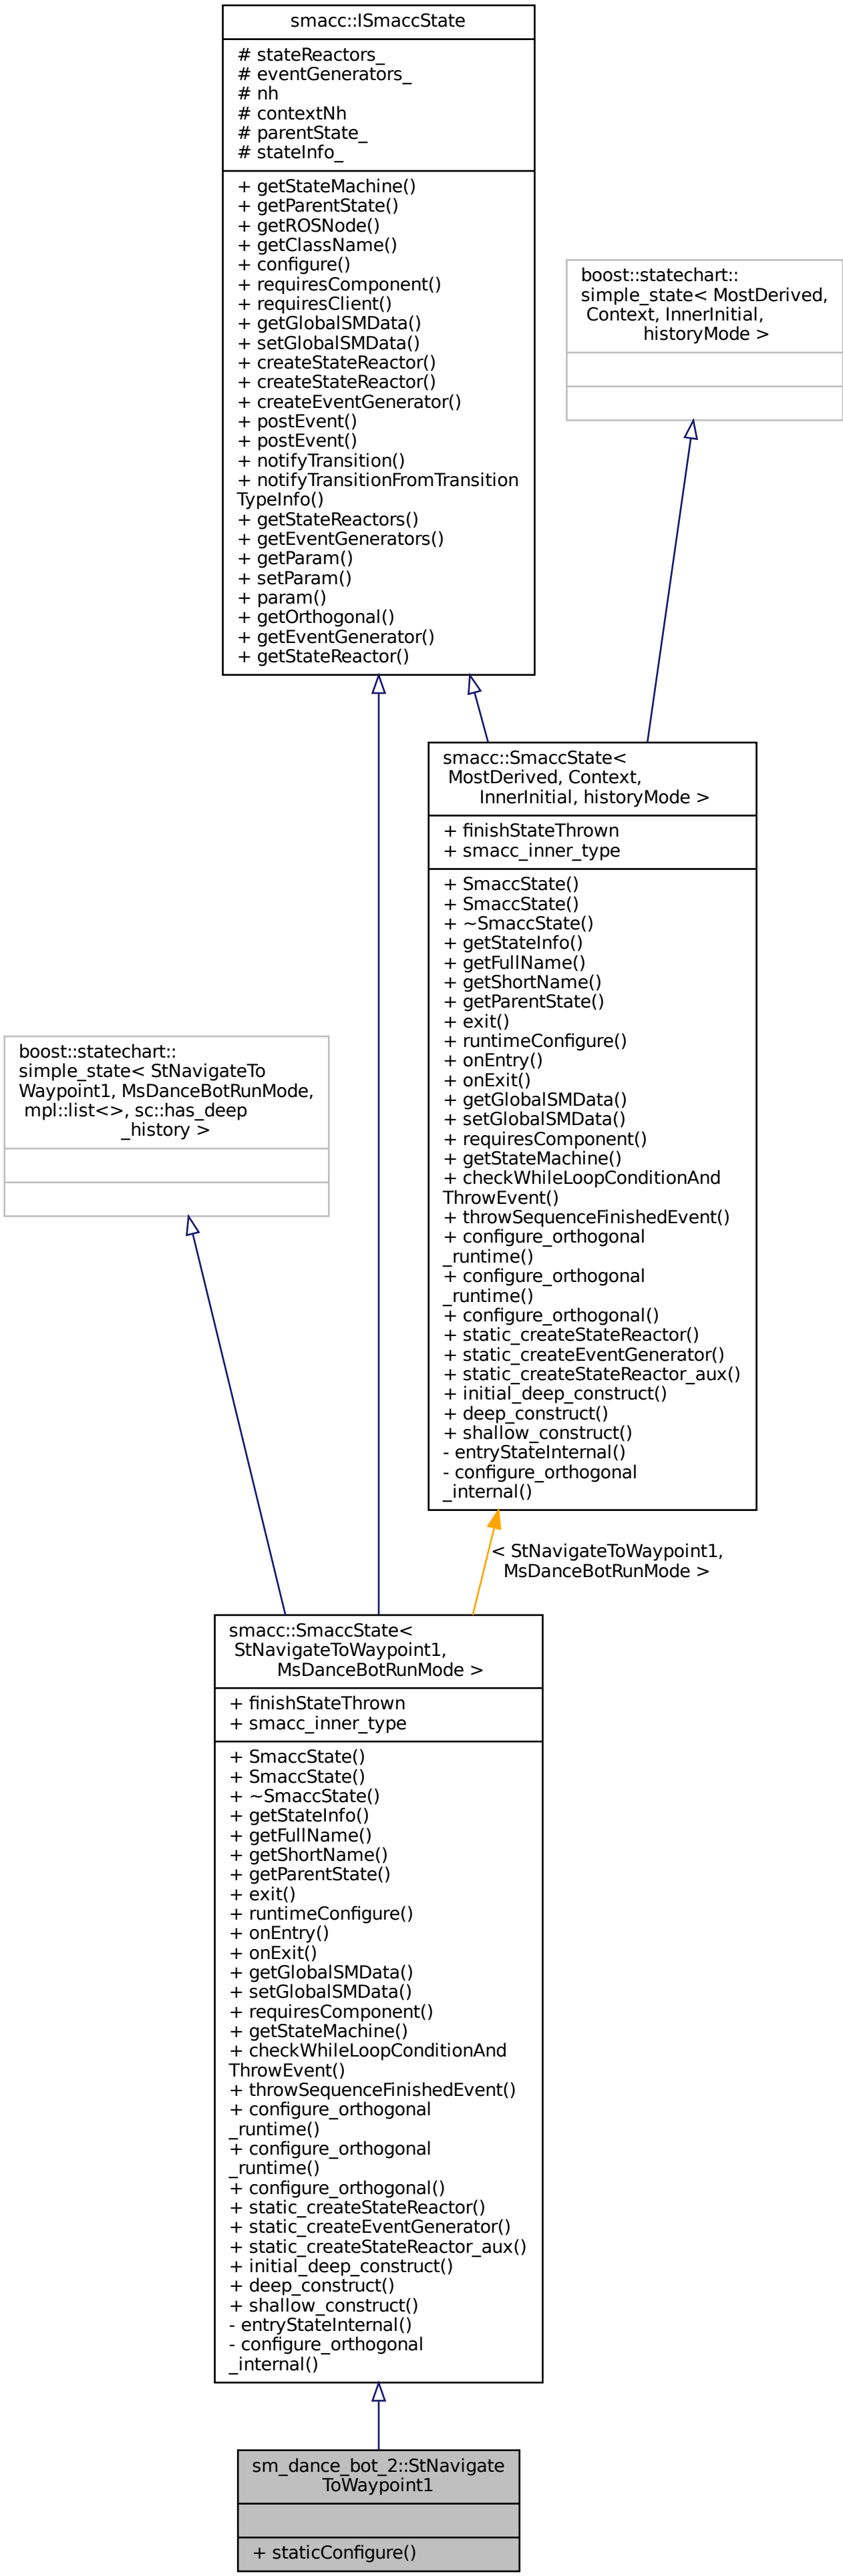 smacc::ISmaccState
# stateReactors_
# eventGenerators_
# nh
# contextNh
# parentState_
# stateInfo_
+ getStateMachine()
+ getParentState()
+ getROSNode()
+ getClassName()
+ configure()
+ requiresComponent()
+ requiresClient()
+ getGlobalSMData()
+ setGlobalSMData()
+ createStateReactor()
+ createStateReactor()
+ createEventGenerator()
+ postEvent()
+ postEvent()
+ notifyTransition()
+ notifyTransitionFromTransition
TypeInfo()
+ getStateReactors()
+ getEventGenerators()
+ getParam()
+ setParam()
+ param()
+ getOrthogonal()
+ getEventGenerator()
+ getStateReactor()
boost::statechart::
simple_state< MostDerived,
Context, InnerInitial,
historyMode >
smacc::SmaccState<
MostDerived, Context,
InnerInitial, historyMode >
+ finishStateThrown
+ smacc_inner_type
+ SmaccState()
+ SmaccState()
+ ~SmaccState()
+ getStateInfo()
+ getFullName()
+ getShortName()
+ getParentState()
+ exit()
+ runtimeConfigure()
+ onEntry()
+ onExit()
+ getGlobalSMData()
+ setGlobalSMData()
+ requiresComponent()
+ getStateMachine()
+ checkWhileLoopConditionAnd
ThrowEvent()
+ throwSequenceFinishedEvent()
+ configure_orthogonal
_runtime()
+ configure_orthogonal
_runtime()
+ configure_orthogonal()
+ static_createStateReactor()
+ static_createEventGenerator()
+ static_createStateReactor_aux()
+ initial_deep_construct()
+ deep_construct()
+ shallow_construct()
- entryStateInternal()
- configure_orthogonal
_internal()
boost::statechart::
simple_state< StNavigateTo
Waypoint1, MsDanceBotRunMode,
mpl::list<>, sc::has_deep
_history >
< StNavigateToWaypoint1,
MsDanceBotRunMode >
smacc::SmaccState<
StNavigateToWaypoint1,
MsDanceBotRunMode >
+ finishStateThrown
+ smacc_inner_type
+ SmaccState()
+ SmaccState()
+ ~SmaccState()
+ getStateInfo()
+ getFullName()
+ getShortName()
+ getParentState()
+ exit()
+ runtimeConfigure()
+ onEntry()
+ onExit()
+ getGlobalSMData()
+ setGlobalSMData()
+ requiresComponent()
+ getStateMachine()
+ checkWhileLoopConditionAnd
ThrowEvent()
+ throwSequenceFinishedEvent()
+ configure_orthogonal
_runtime()
+ configure_orthogonal
_runtime()
+ configure_orthogonal()
+ static_createStateReactor()
+ static_createEventGenerator()
+ static_createStateReactor_aux()
+ initial_deep_construct()
+ deep_construct()
+ shallow_construct()
- entryStateInternal()
- configure_orthogonal
_internal()
sm_dance_bot_2::StNavigate
ToWaypoint1
+ staticConfigure()